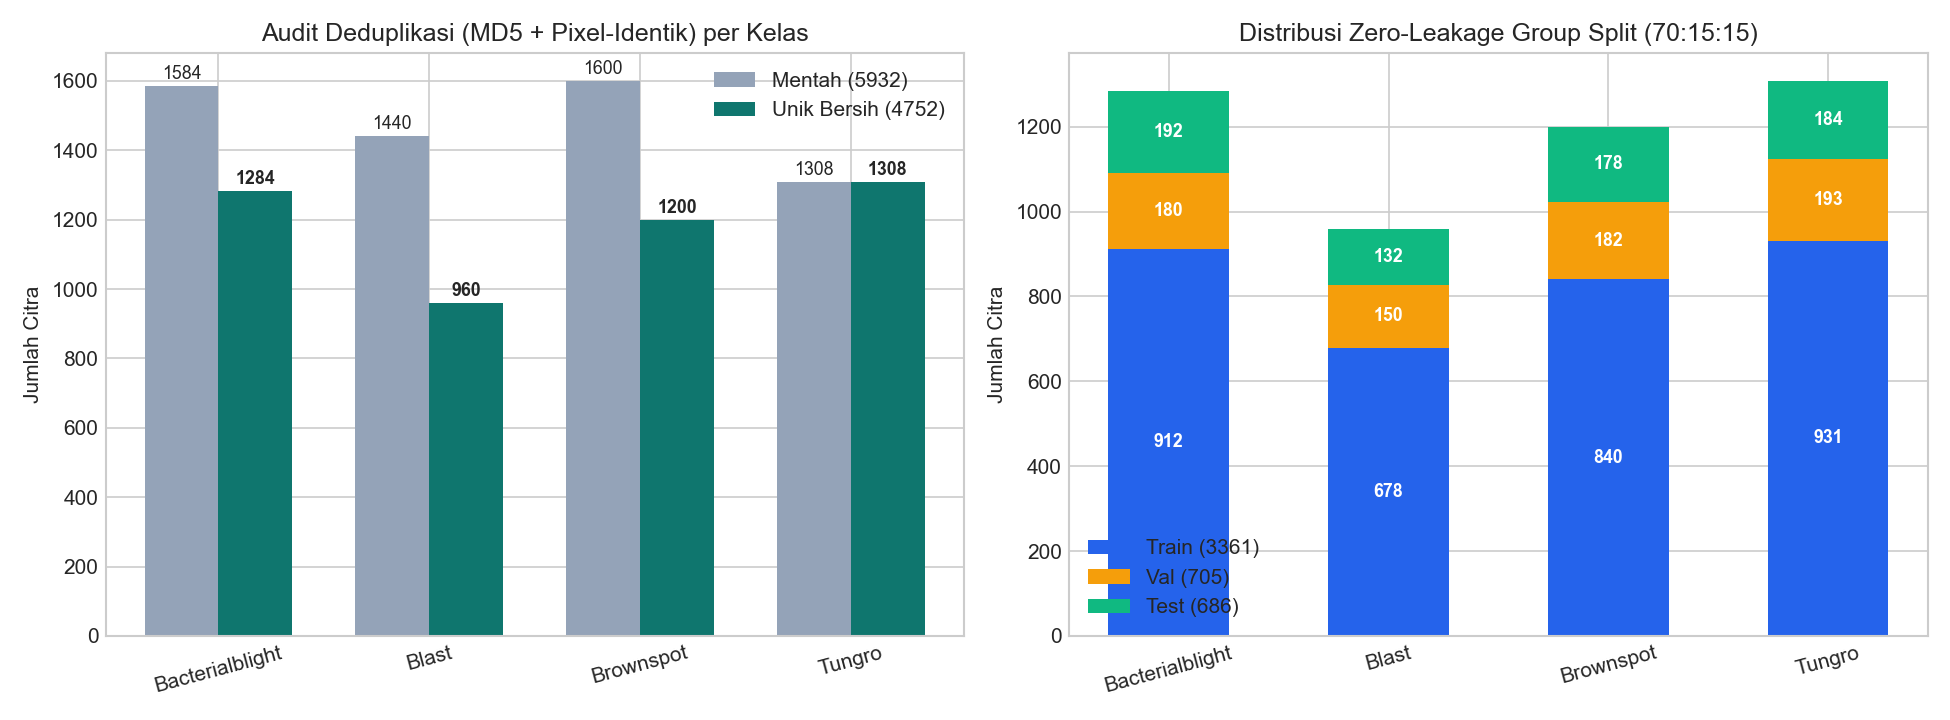 Audit Deduplikasi (MD5 + Pixel-Identik) per Kelas
Jumlah Citra
1600
1400
1200
1000
800
600
400
200
0
1584
1284
1440
960
1600
1200
1308
1308
Mentah (5932)
Unik Bersih (4752)
Bacterialblight
Blast
Brownspot
Tungro
Distribusi Zero-Leakage Group Split (70:15:15)
Jumlah Citra
1200
1000
800
600
400
200
0
192
180
912
132
150
678
178
182
840
184
193
931
Train (3361)
Val (705)
Test (686)
Bacterialblight
Blast
Brownspot
Tungro